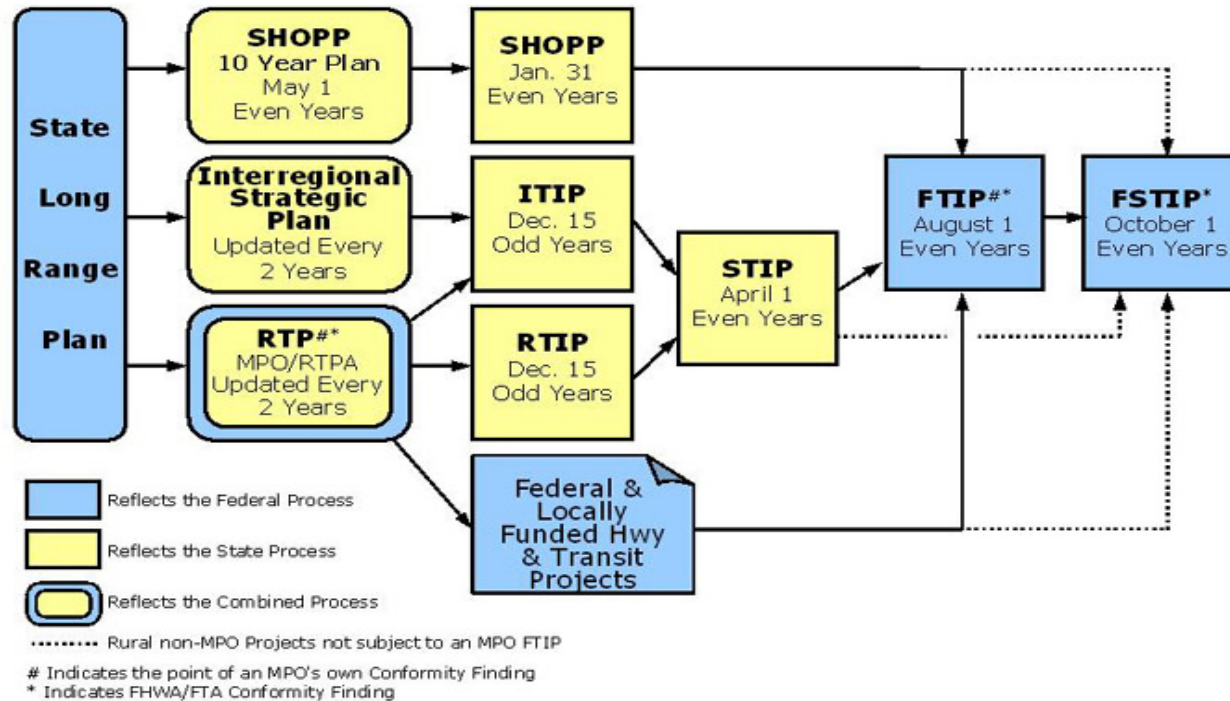 State
Long
Range
Plan
SHOPP
10 Year Plan
May 1
Even Years
SHOPP
Jan. 31
Even Years
Interregional
Strategic
Plan
Updated Every
2 Years
ITIP
Dec. 15
Odd Years
RTP#*
MPO/RTPA
Updated Every
2 Years
RTIP
Dec. 15
Odd Years
STIP
April 1
Even Years
FTIP#*
August 1
Even Years
FSTIP*
October 1
Even Years
Federal &
Locally
Funded Hwy
& Transit
Projects
Reflects the Federal Process
Reflects the State Process
Reflects the Combined Process
Rural non-MPO Projects not subject to an MPO FTIP
# Indicates the point of an MPO's own Conformity Finding
* Indicates FHWA/FTA Conformity Finding